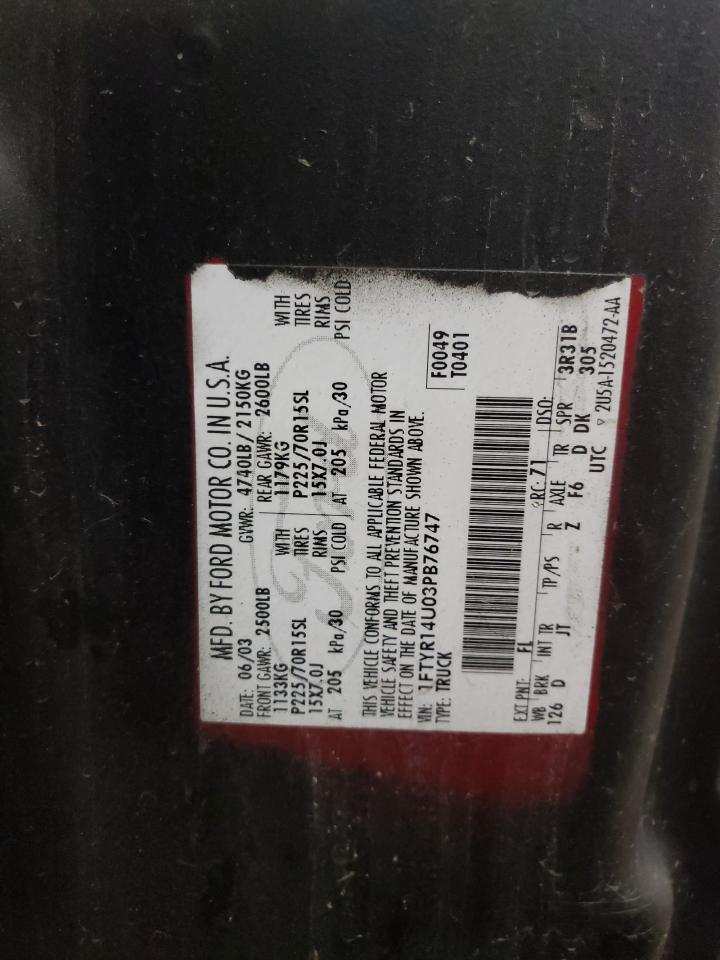 MFD. BY FORD MOTOR CO. IN U.S.A.
DATE: 06/03 GVWR: 4740LB/2150KG
FRONT GAWR: 2500LB REAR GAWR: 2600LB
1133KG WITH 1179KG WITH
P225/70R15SL TIRES P225/70R15SL TIRES
15X7.0J RIMS 15X7.0J RIMS
AT 205 kPa/30 PSI COLD AT 205 kPa/30 PSI COLD
THIS VEHICLE CONFORMS TO ALL APPLICABLE FEDERAL MOTOR
VEHICLE SAFETY AND THEFT PREVENTION STANDARDS IN
EFFECT ON THE DATE OF MANUFACTURE SHOWN ABOVE.
VIN: 1FTYR14U03PB76747 F0049
TYPE: TRUCK T0401
EXT PNT: FL RC: 71 DSO:
WB BRK INT TR TP/PS R AXLE TR SPR 3R31B
126 D JT Z F6 D DK 305
UTC ▽ 2U5A-1520472-AA
Ford